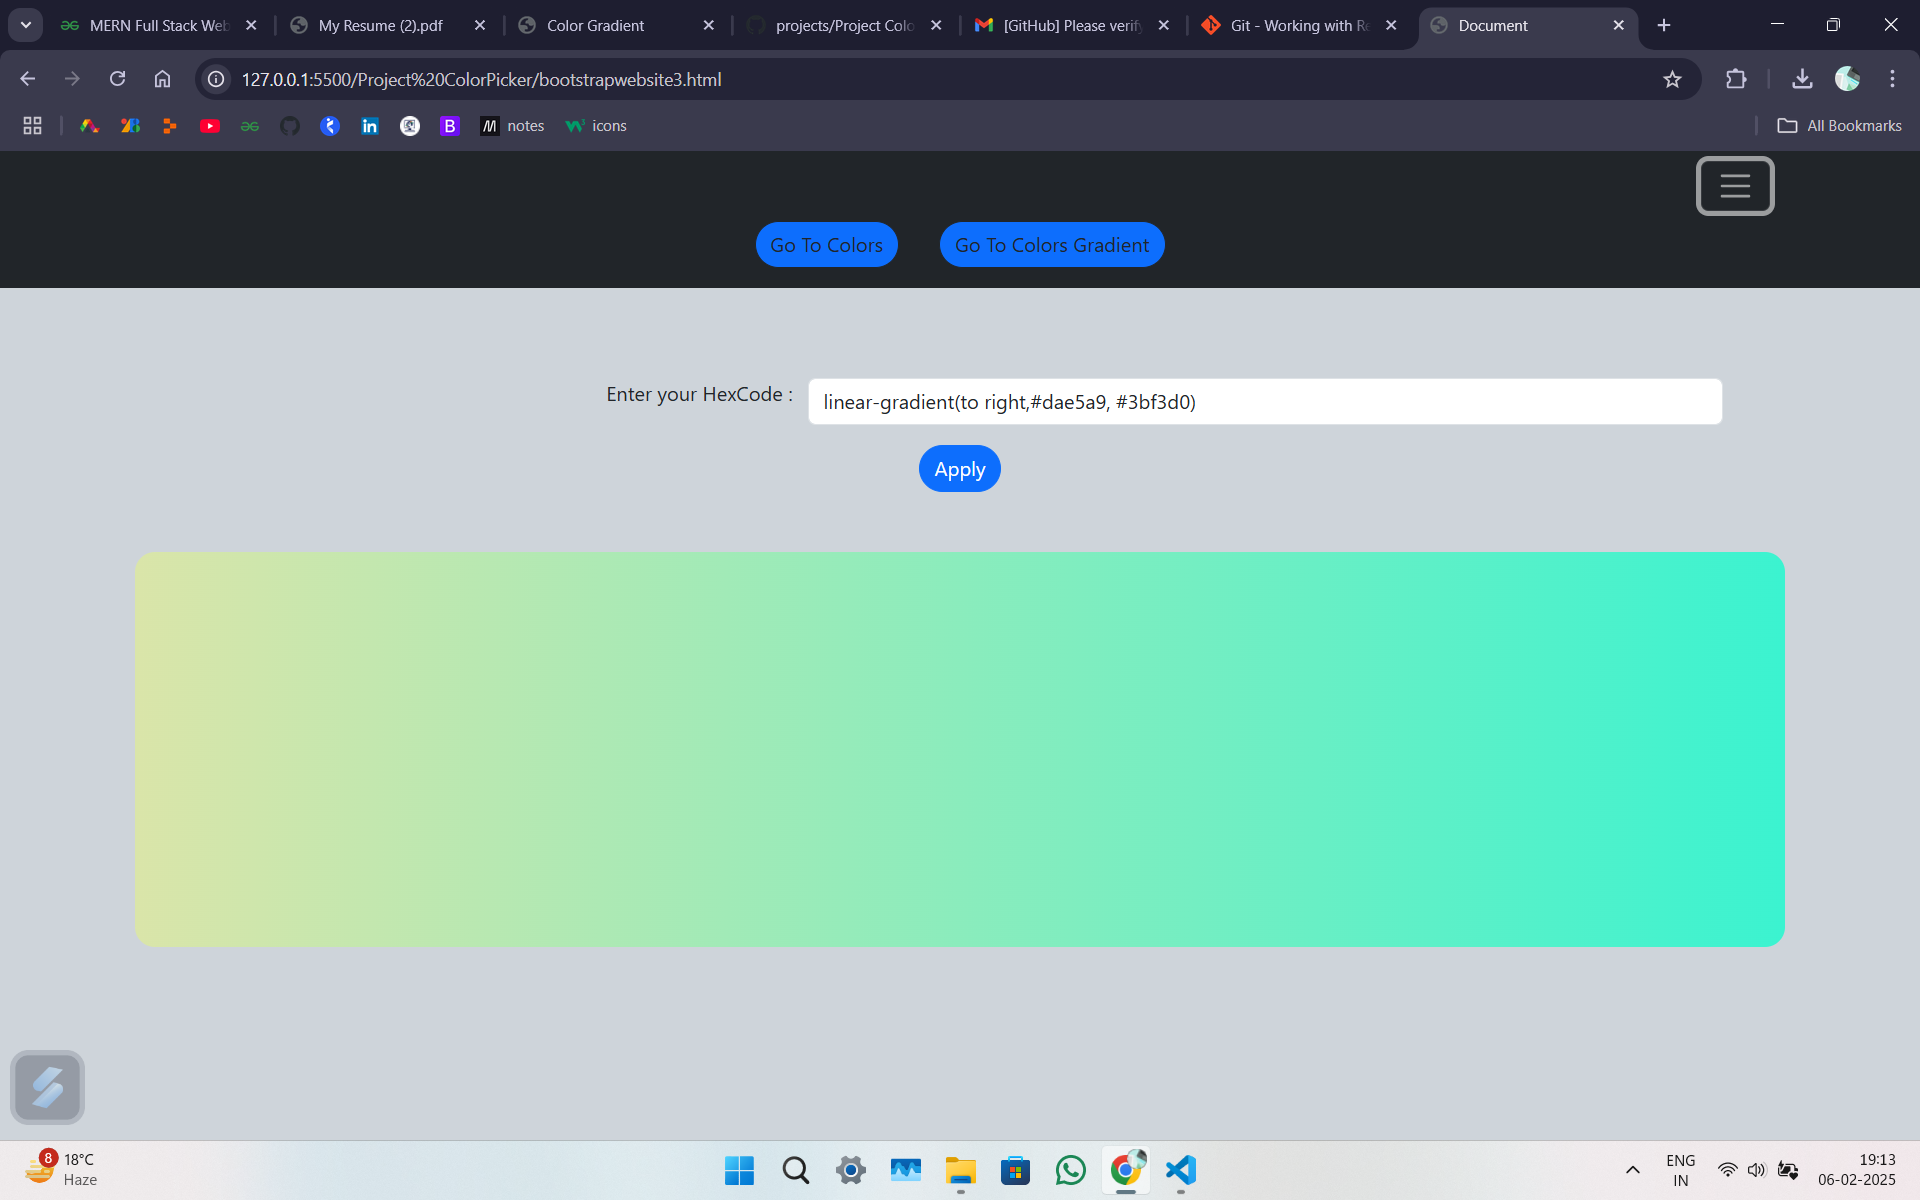 MERN Full Stack Web
My Resume (2).pdf
Color Gradient
projects/Project Colo
[GitHub] Please verify
Git - Working with Re
Document
127.0.0.1:5500/Project%20ColorPicker/bootstrapwebsite3.html
notes
icons
All Bookmarks
Go To Colors
Go To Colors Gradient
Enter your HexCode :
linear-gradient(to right,#dae5a9, #3bf3d0)
Apply
8
18°C
Haze
ENG
IN
19:13
06-02-2025